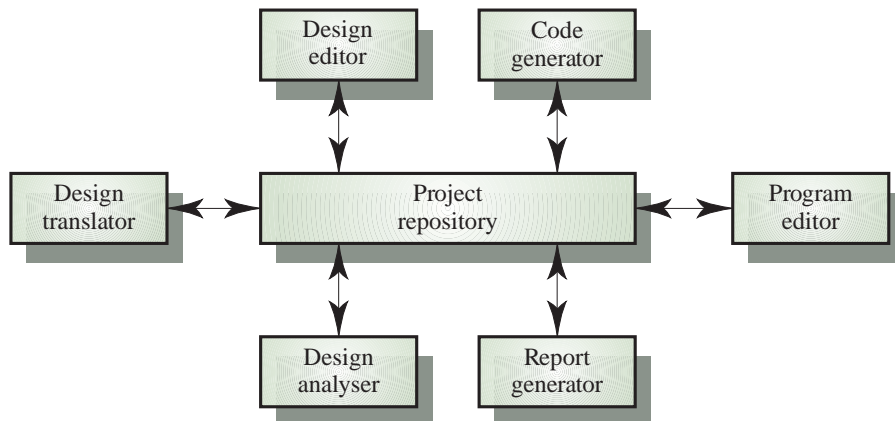 Design
editor
Code
generator
Design
translator
Project
repository
Program
editor
Design
analyser
Report
generator